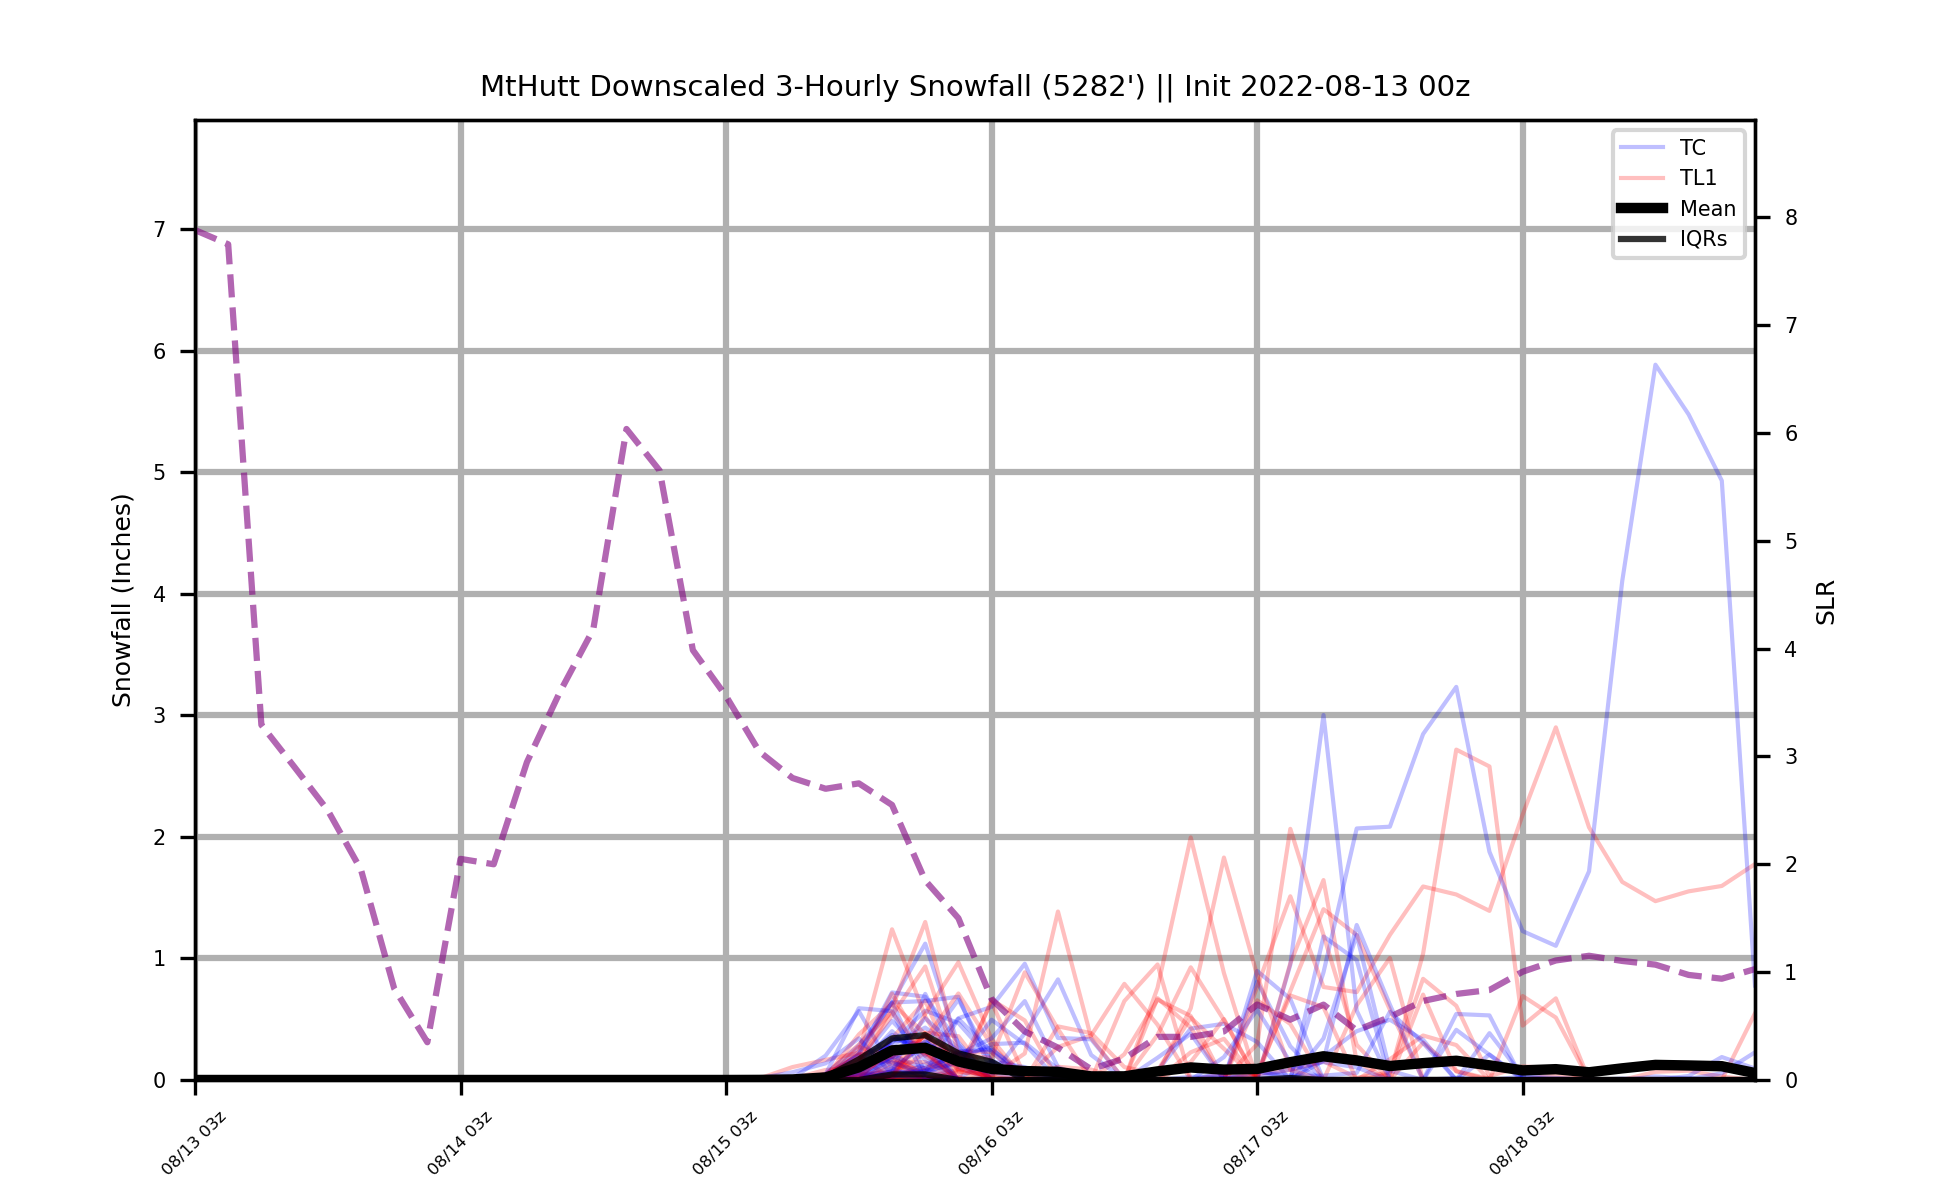 MtHutt Downscaled 3-Hourly Snowfall (5282') || Init 2022-08-13 00z
TC
TL1
Mean
IQRs
Snowfall (Inches)
7
6
5
4
3
2
1
0
SLR
8
7
6
5
4
3
2
1
0
08/13 03z
08/14 03z
08/15 03z
08/16 03z
08/17 03z
08/18 03z